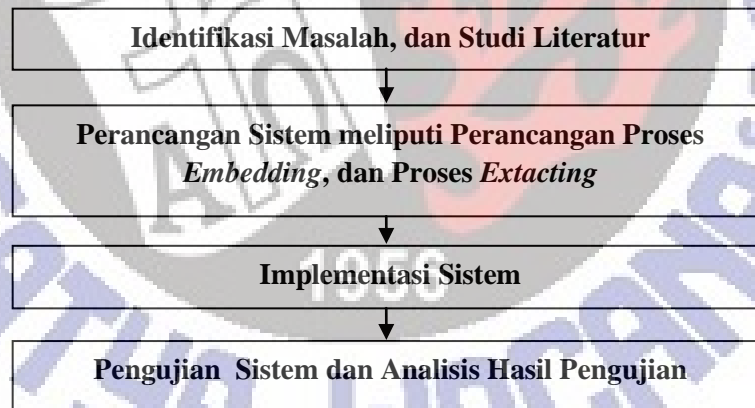 Identifikasi Masalah, dan Studi Literatur
Perancangan Sistem meliputi Perancangan Proses
Embedding, dan Proses Extacting
1956
Implementasi Sistem
Pengujian Sistem dan Analisis Hasil Pengujian